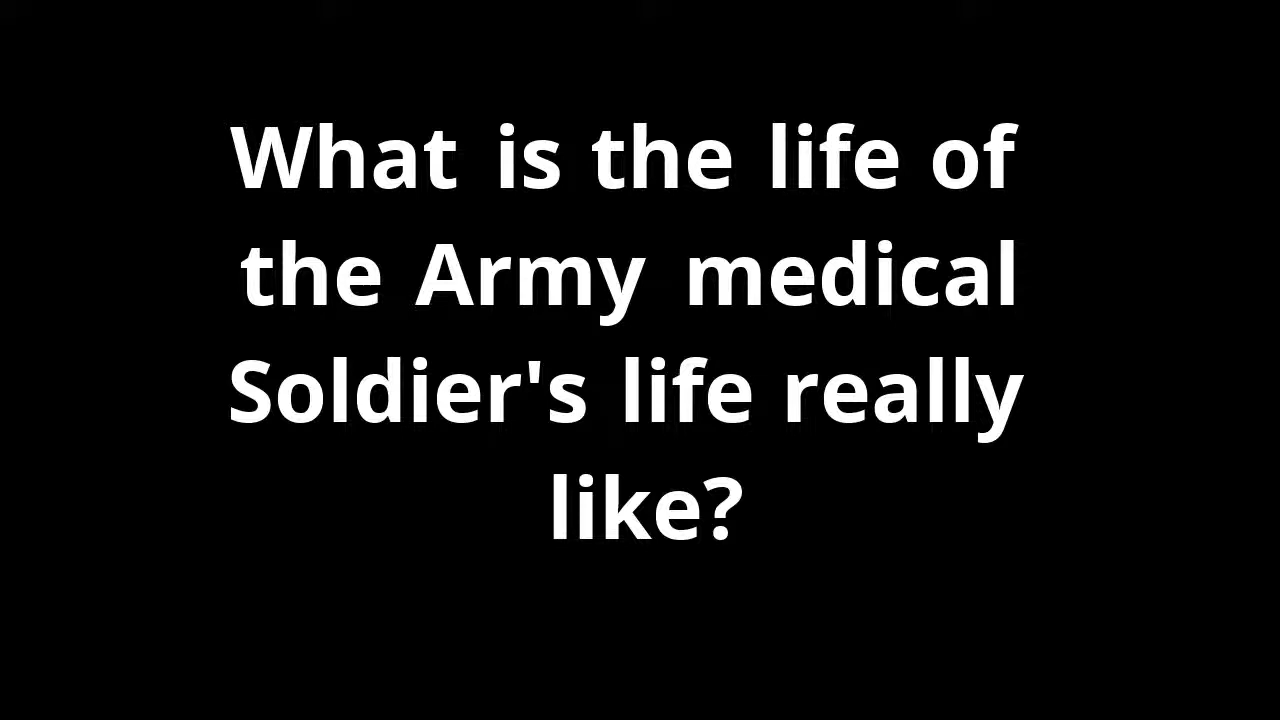 What is the life of
the Army medical
Soldier's life really
like?